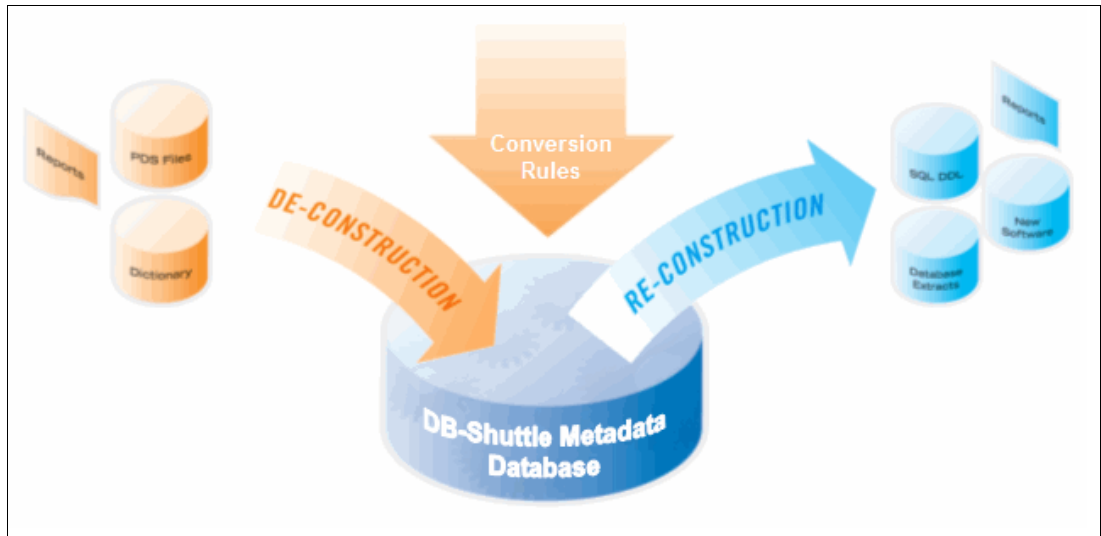 Reports
PDS Files
Dictionary
DE-CONSTRUCTION
Conversion
Rules
RE-CONSTRUCTION
DB-Shuttle Metadata
Database
Reports
SQL DDL
New
Software
Database
Extracts